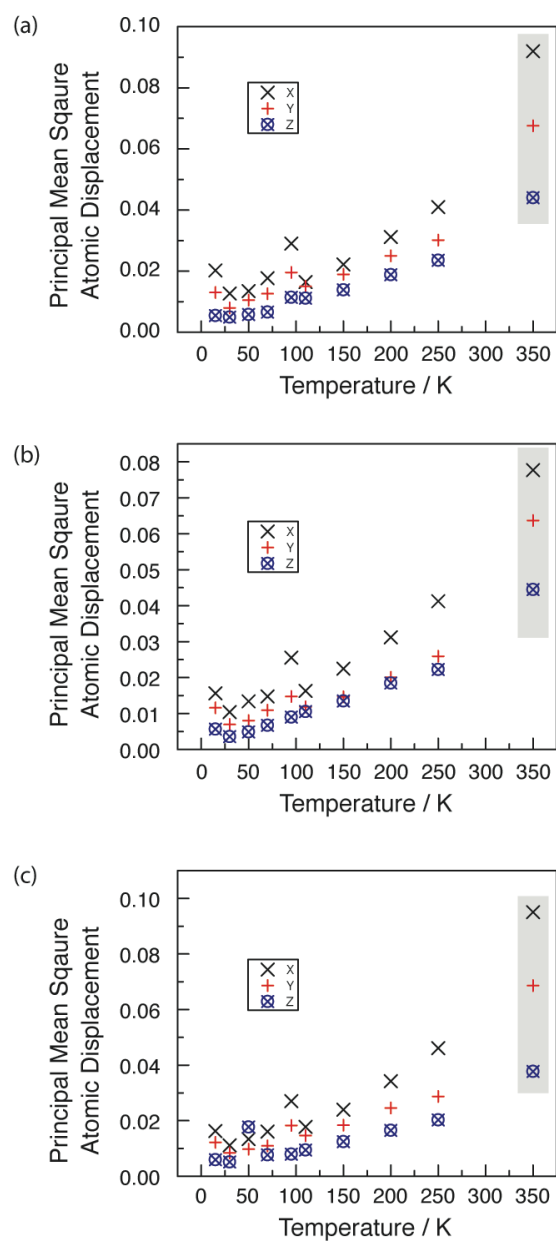 (a)
Principal Mean Sqaure
Atomic Displacement
0.10
0.08
0.06
0.04
0.02
0.00
X
Y
Z
0 50 100 150 200 250 300 350
Temperature / K
(b)
Principal Mean Sqaure
Atomic Displacement
0.08
0.07
0.06
0.05
0.04
0.03
0.02
0.01
0.00
X
Y
Z
0 50 100 150 200 250 300 350
Temperature / K
(c)
Principal Mean Sqaure
Atomic Displacement
0.10
0.08
0.06
0.04
0.02
0.00
X
Y
Z
0 50 100 150 200 250 300 350
Temperature / K